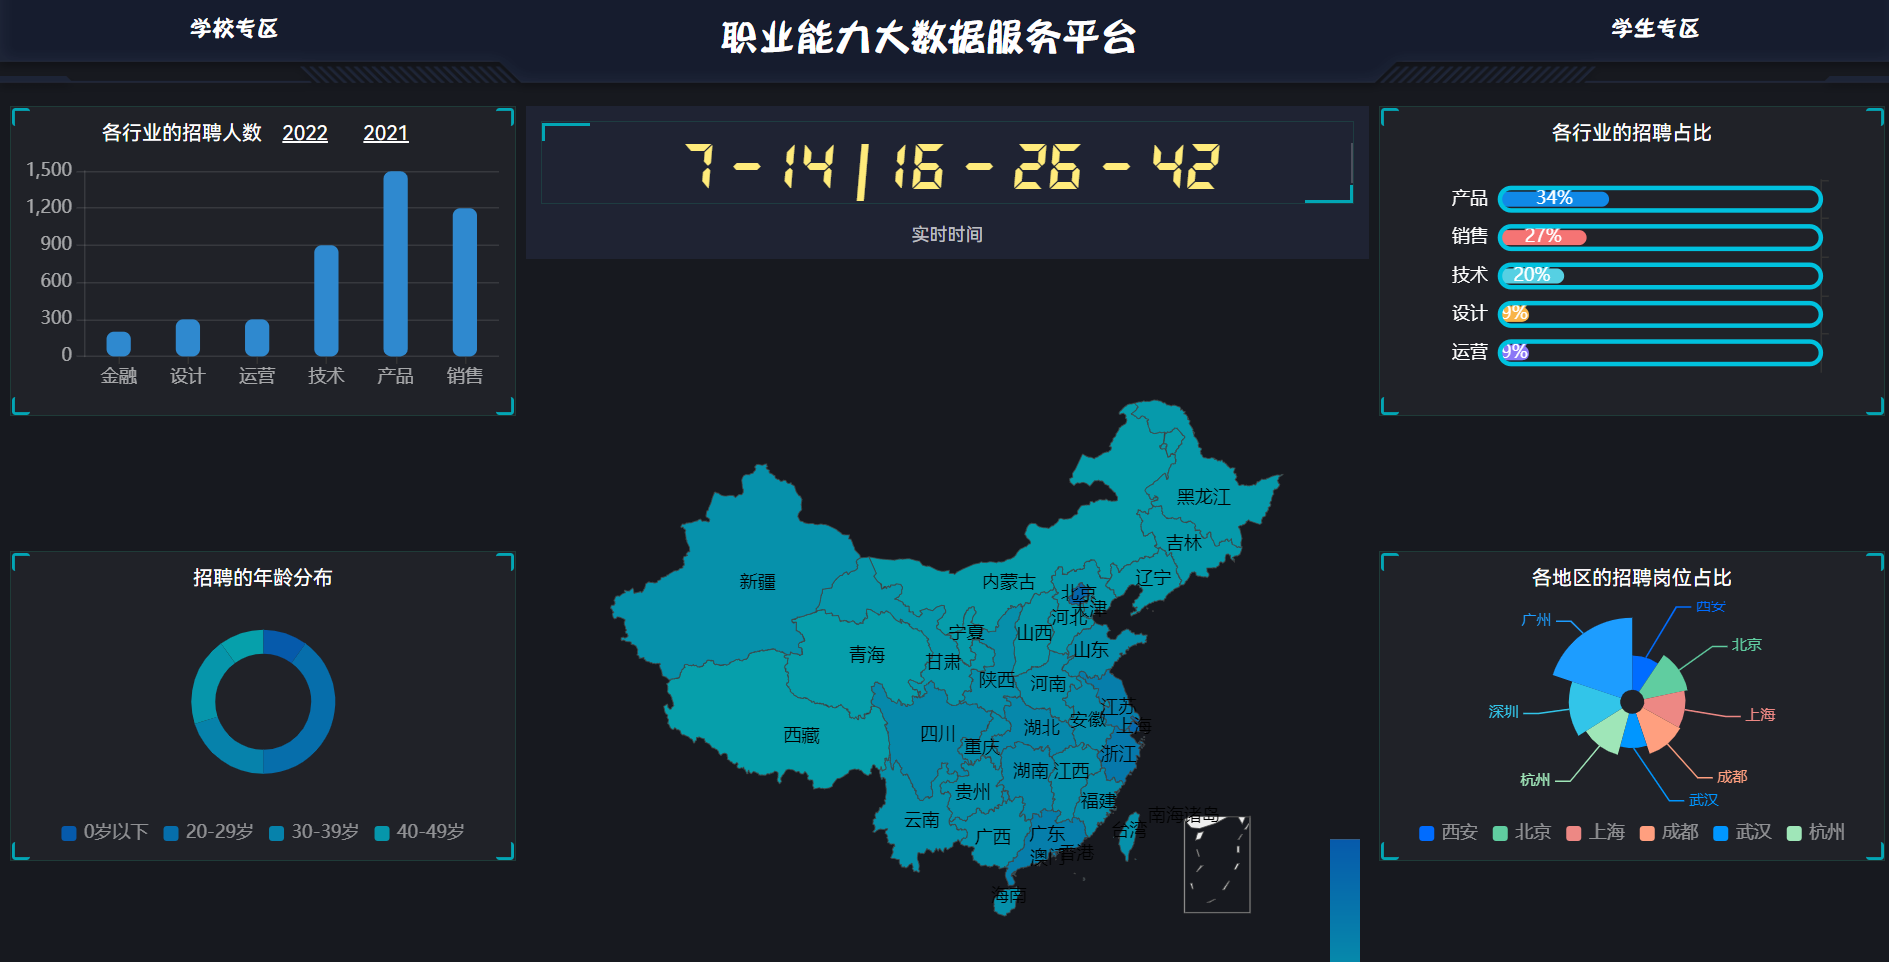 学校专区
职业能力大数据服务平台
学生专区
各行业的招聘人数 2022 2021
1,500
1,200
900
600
300
0
金融 设计 运营 技术 产品 销售
7-14|16-26-42
实时时间
各行业的招聘占比
产品 34%
销售 27%
技术 20%
设计 9%
运营 9%
招聘的年龄分布
0岁以下 20-29岁 30-39岁 40-49岁
黑龙江
吉林
辽宁
内蒙古
新疆
北京
天津
河北
宁夏
山西
山东
青海
甘肃
陕西
河南
江苏
安徽
上海
湖北
四川
西藏
重庆
浙江
湖南
江西
贵州
福建
南海诸岛
云南
广西
广东
台湾
澳门
香港
海南
各地区的招聘岗位占比
西安
广州
北京
深圳
上海
杭州
成都
武汉
西安 北京 上海 成都 武汉 杭州